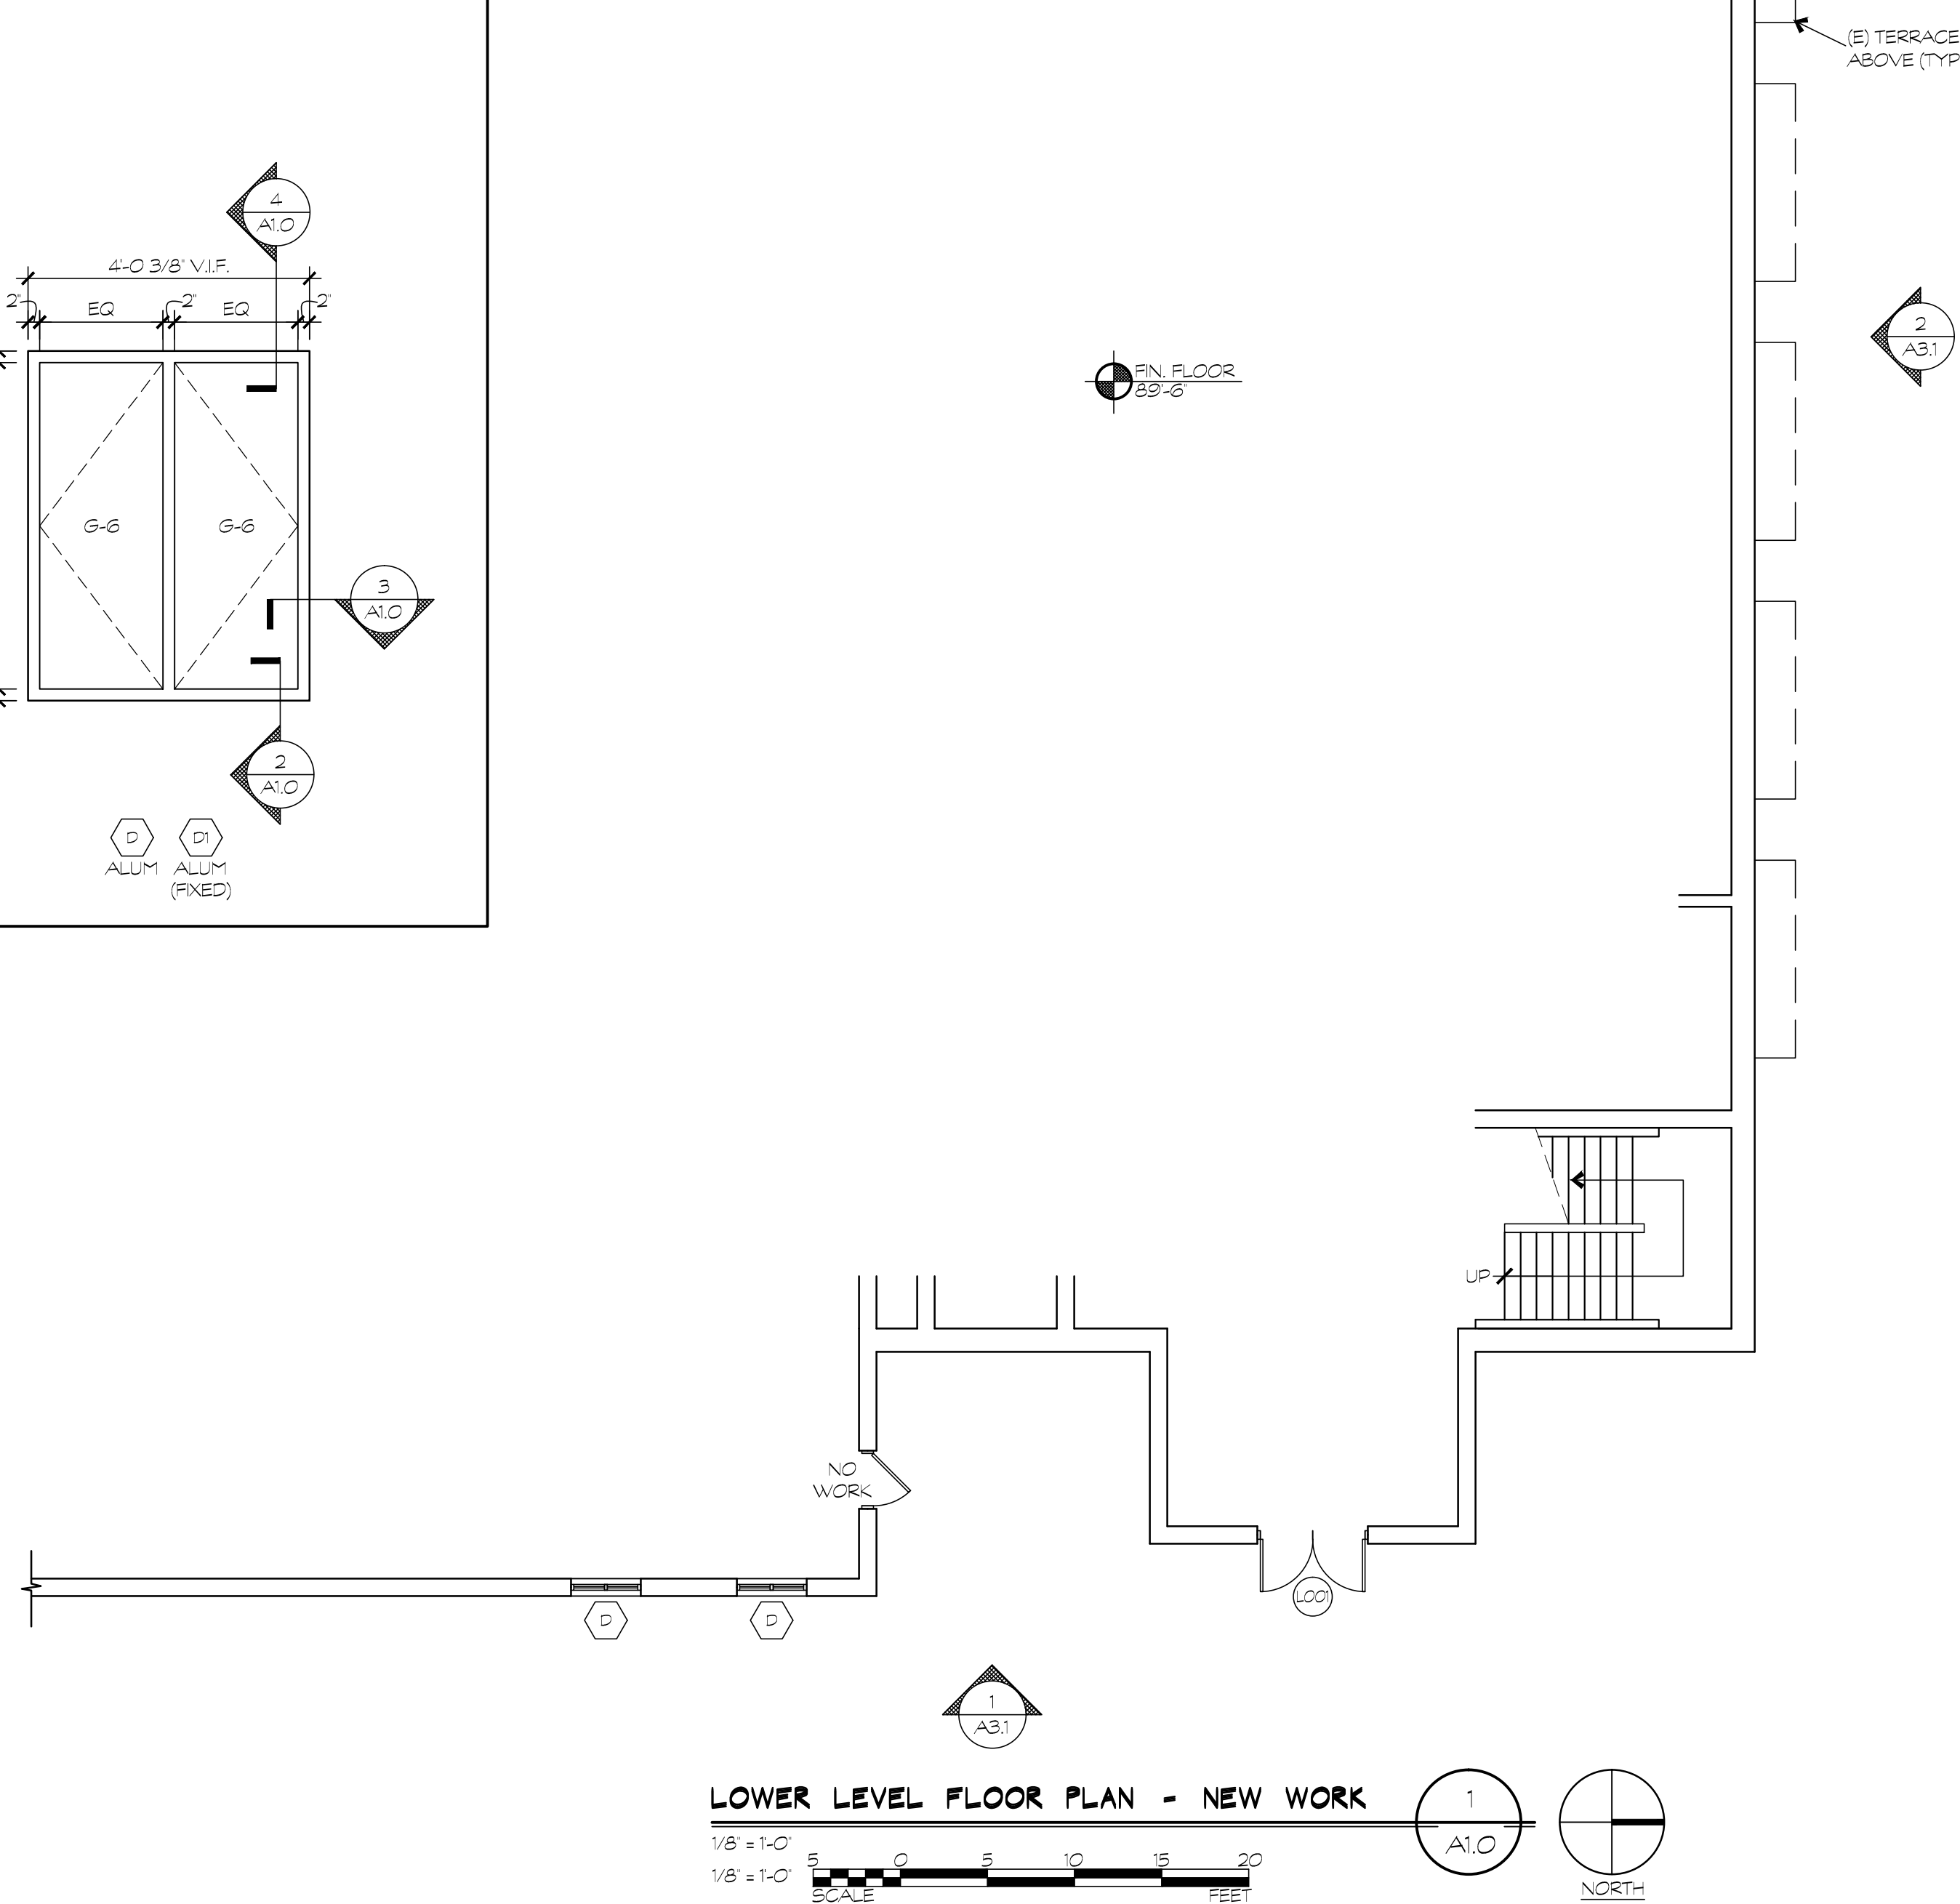 (E) TERRACE
ABOVE (TYP
4
A1.0
4'-0 3/8" V.I.F.
2" EQ 2" EQ 2"
2
A3.1
FIN. FLOOR
89'-6"
G-6 G-6
3
A1.0
2
A1.0
D D1
ALUM ALUM
(FIXED)
UP
NO
WORK
L001
D D
1
A3.1
LOWER LEVEL FLOOR PLAN - NEW WORK
1
A1.0
1/8" = 1'-0"
1/8" = 1'-0"
5 0 5 10 15 20
SCALE FEET
NORTH